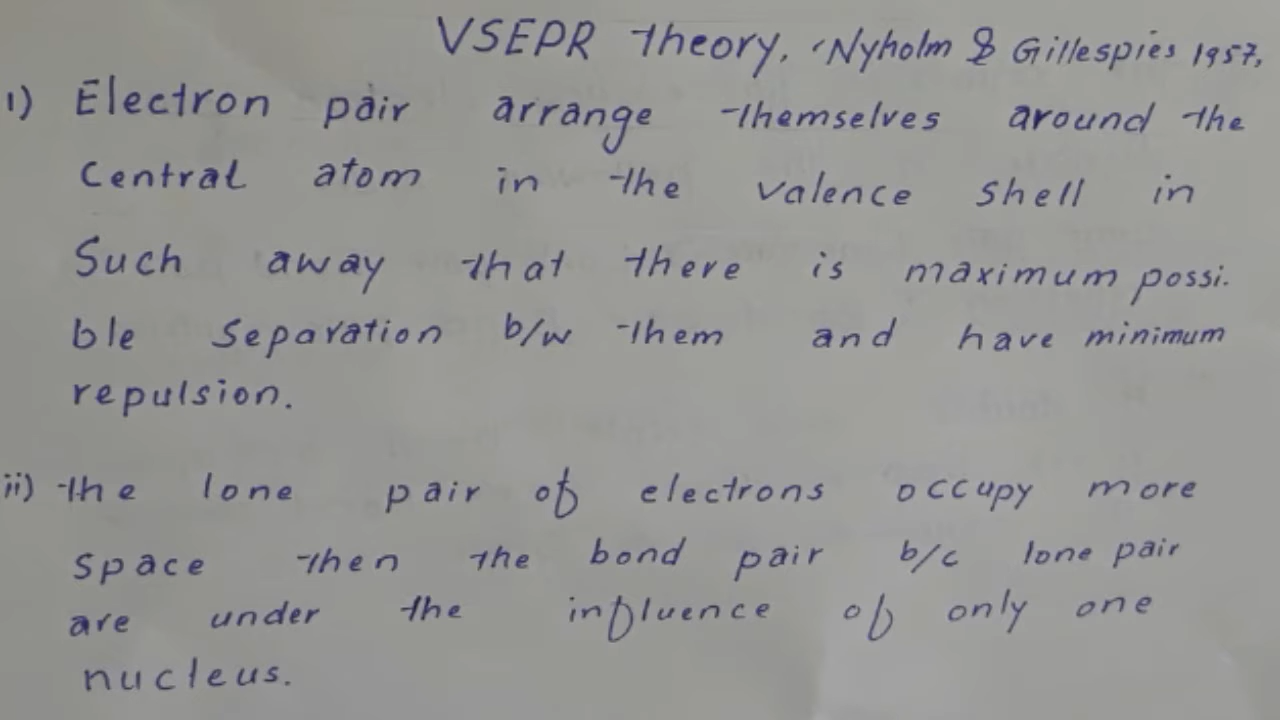 VSEPR theory, Nyholm & Gillespies 1957,
i) Electron pair arrange themselves around the
Central atom in the valence shell in
Such away that there is maximum possi.
ble separation b/w them and have minimum
repulsion.
ii) the lone pair of electrons occupy more
space then the bond pair b/c lone pair
are under the influence of only one
nucleus.